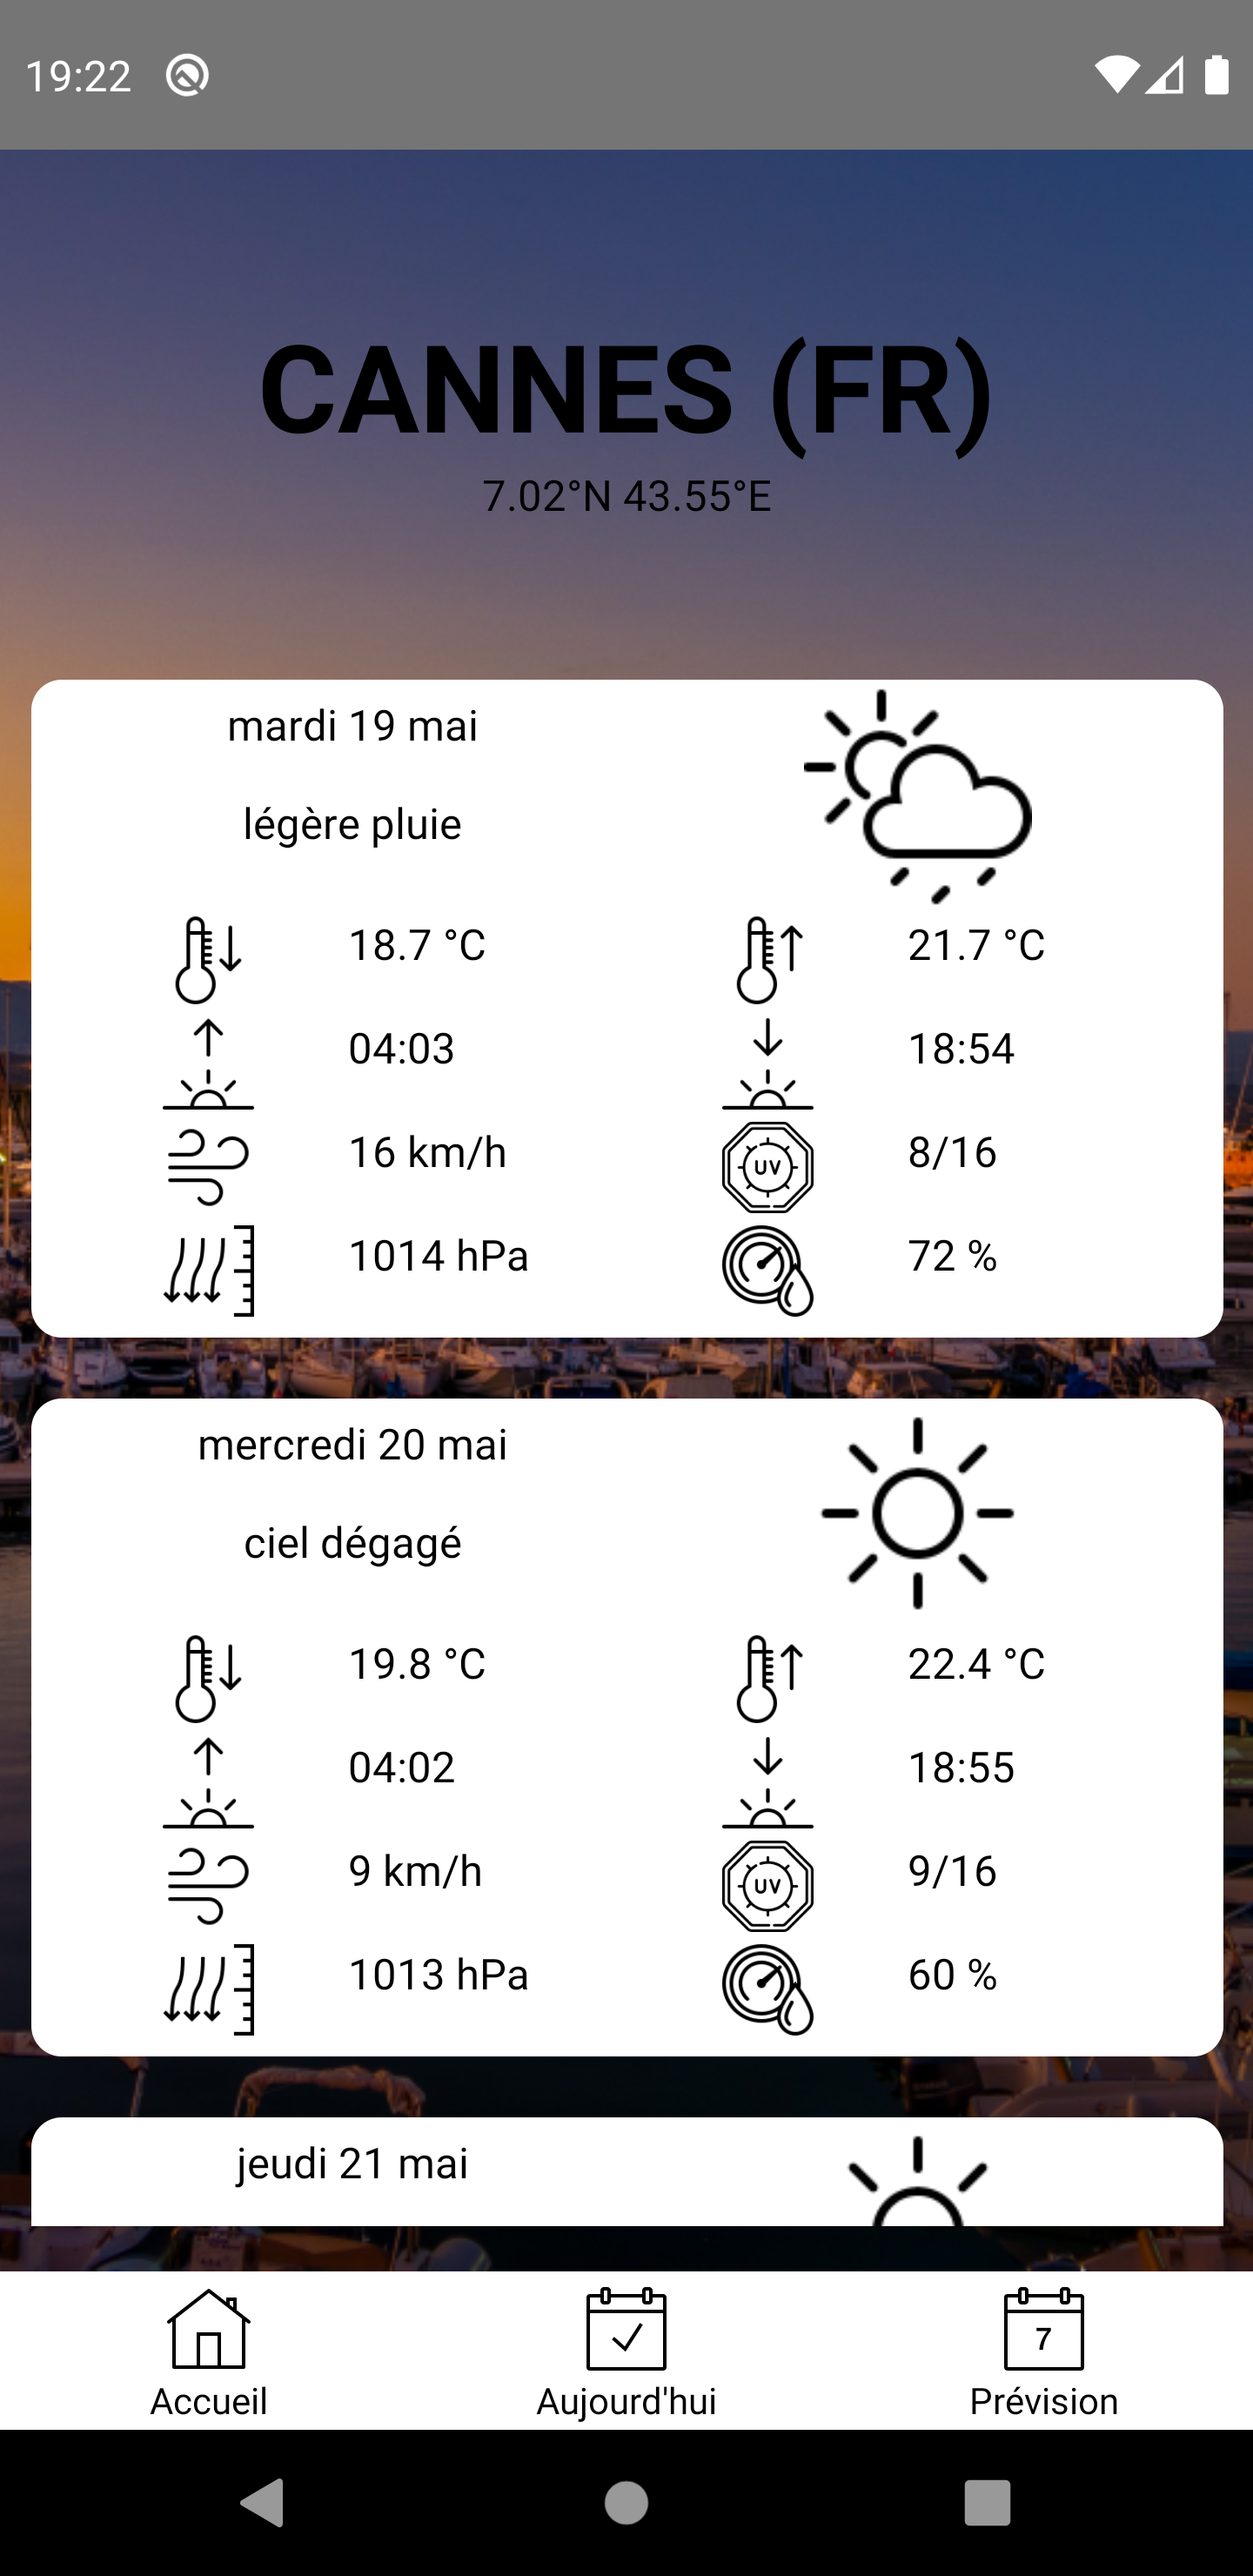 19:22
CANNES (FR)
7.02°N 43.55°E
mardi 19 mai
légère pluie
18.7 °C
21.7 °C
04:03
18:54
16 km/h
UV
8/16
1014 hPa
72 %
mercredi 20 mai
ciel dégagé
19.8 °C
22.4 °C
04:02
18:55
9 km/h
UV
9/16
1013 hPa
60 %
jeudi 21 mai
7
Accueil
Aujourd'hui
Prévision